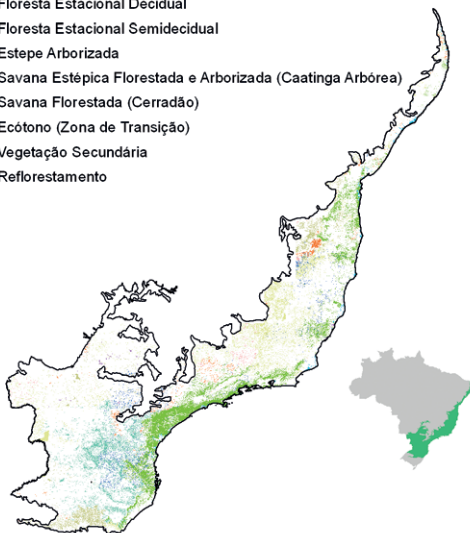 Floresta Estacional Decidual
Floresta Estacional Semidecidual
Estepe Arborizada
Savana Estépica Florestada e Arborizada (Caatinga Arbórea)
Savana Florestada (Cerradão)
Ecótono (Zona de Transição)
Vegetação Secundária
Reflorestamento